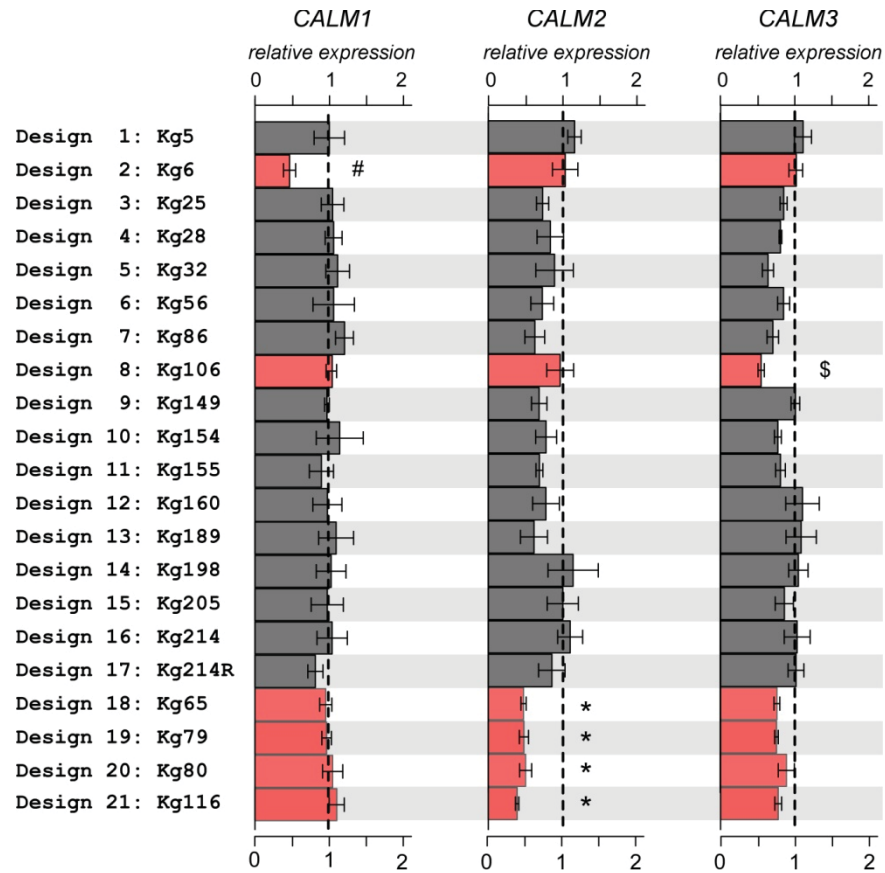 CALM1 CALM2 CALM3
relative expression relative expression relative expression
0 1 2 0 1 2 0 1 2
Design 1: Kg5
Design 2: Kg6 #
Design 3: Kg25
Design 4: Kg28
Design 5: Kg32
Design 6: Kg56
Design 7: Kg86
Design 8: Kg106 $
Design 9: Kg149
Design 10: Kg154
Design 11: Kg155
Design 12: Kg160
Design 13: Kg189
Design 14: Kg198
Design 15: Kg205
Design 16: Kg214
Design 17: Kg214R
Design 18: Kg65 *
Design 19: Kg79 *
Design 20: Kg80 *
Design 21: Kg116 *
0 1 2 0 1 2 0 1 2